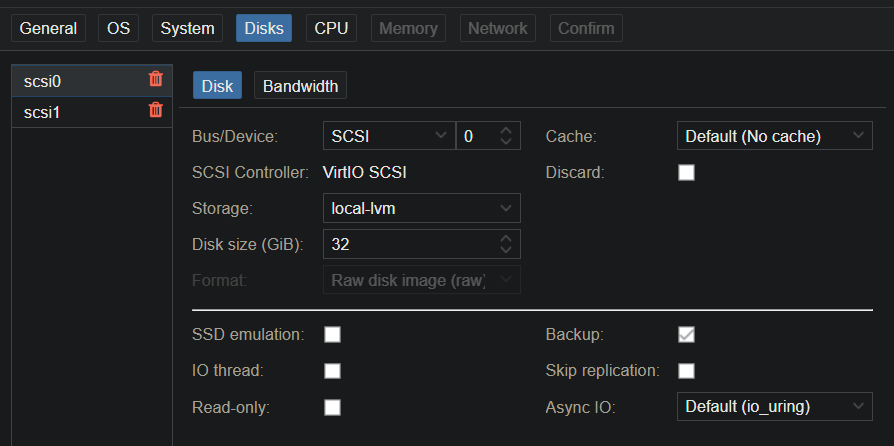 General OS System Disks CPU Memory Network Confirm
scsi0
scsi1
Disk Bandwidth
Bus/Device: SCSI 0 Cache: Default (No cache)
SCSI Controller: VirtIO SCSI Discard:
Storage: local-lvm
Disk size (GiB): 32
Format: Raw disk image (raw)
SSD emulation: Backup:
IO thread: Skip replication:
Read-only: Async IO: Default (io_uring)